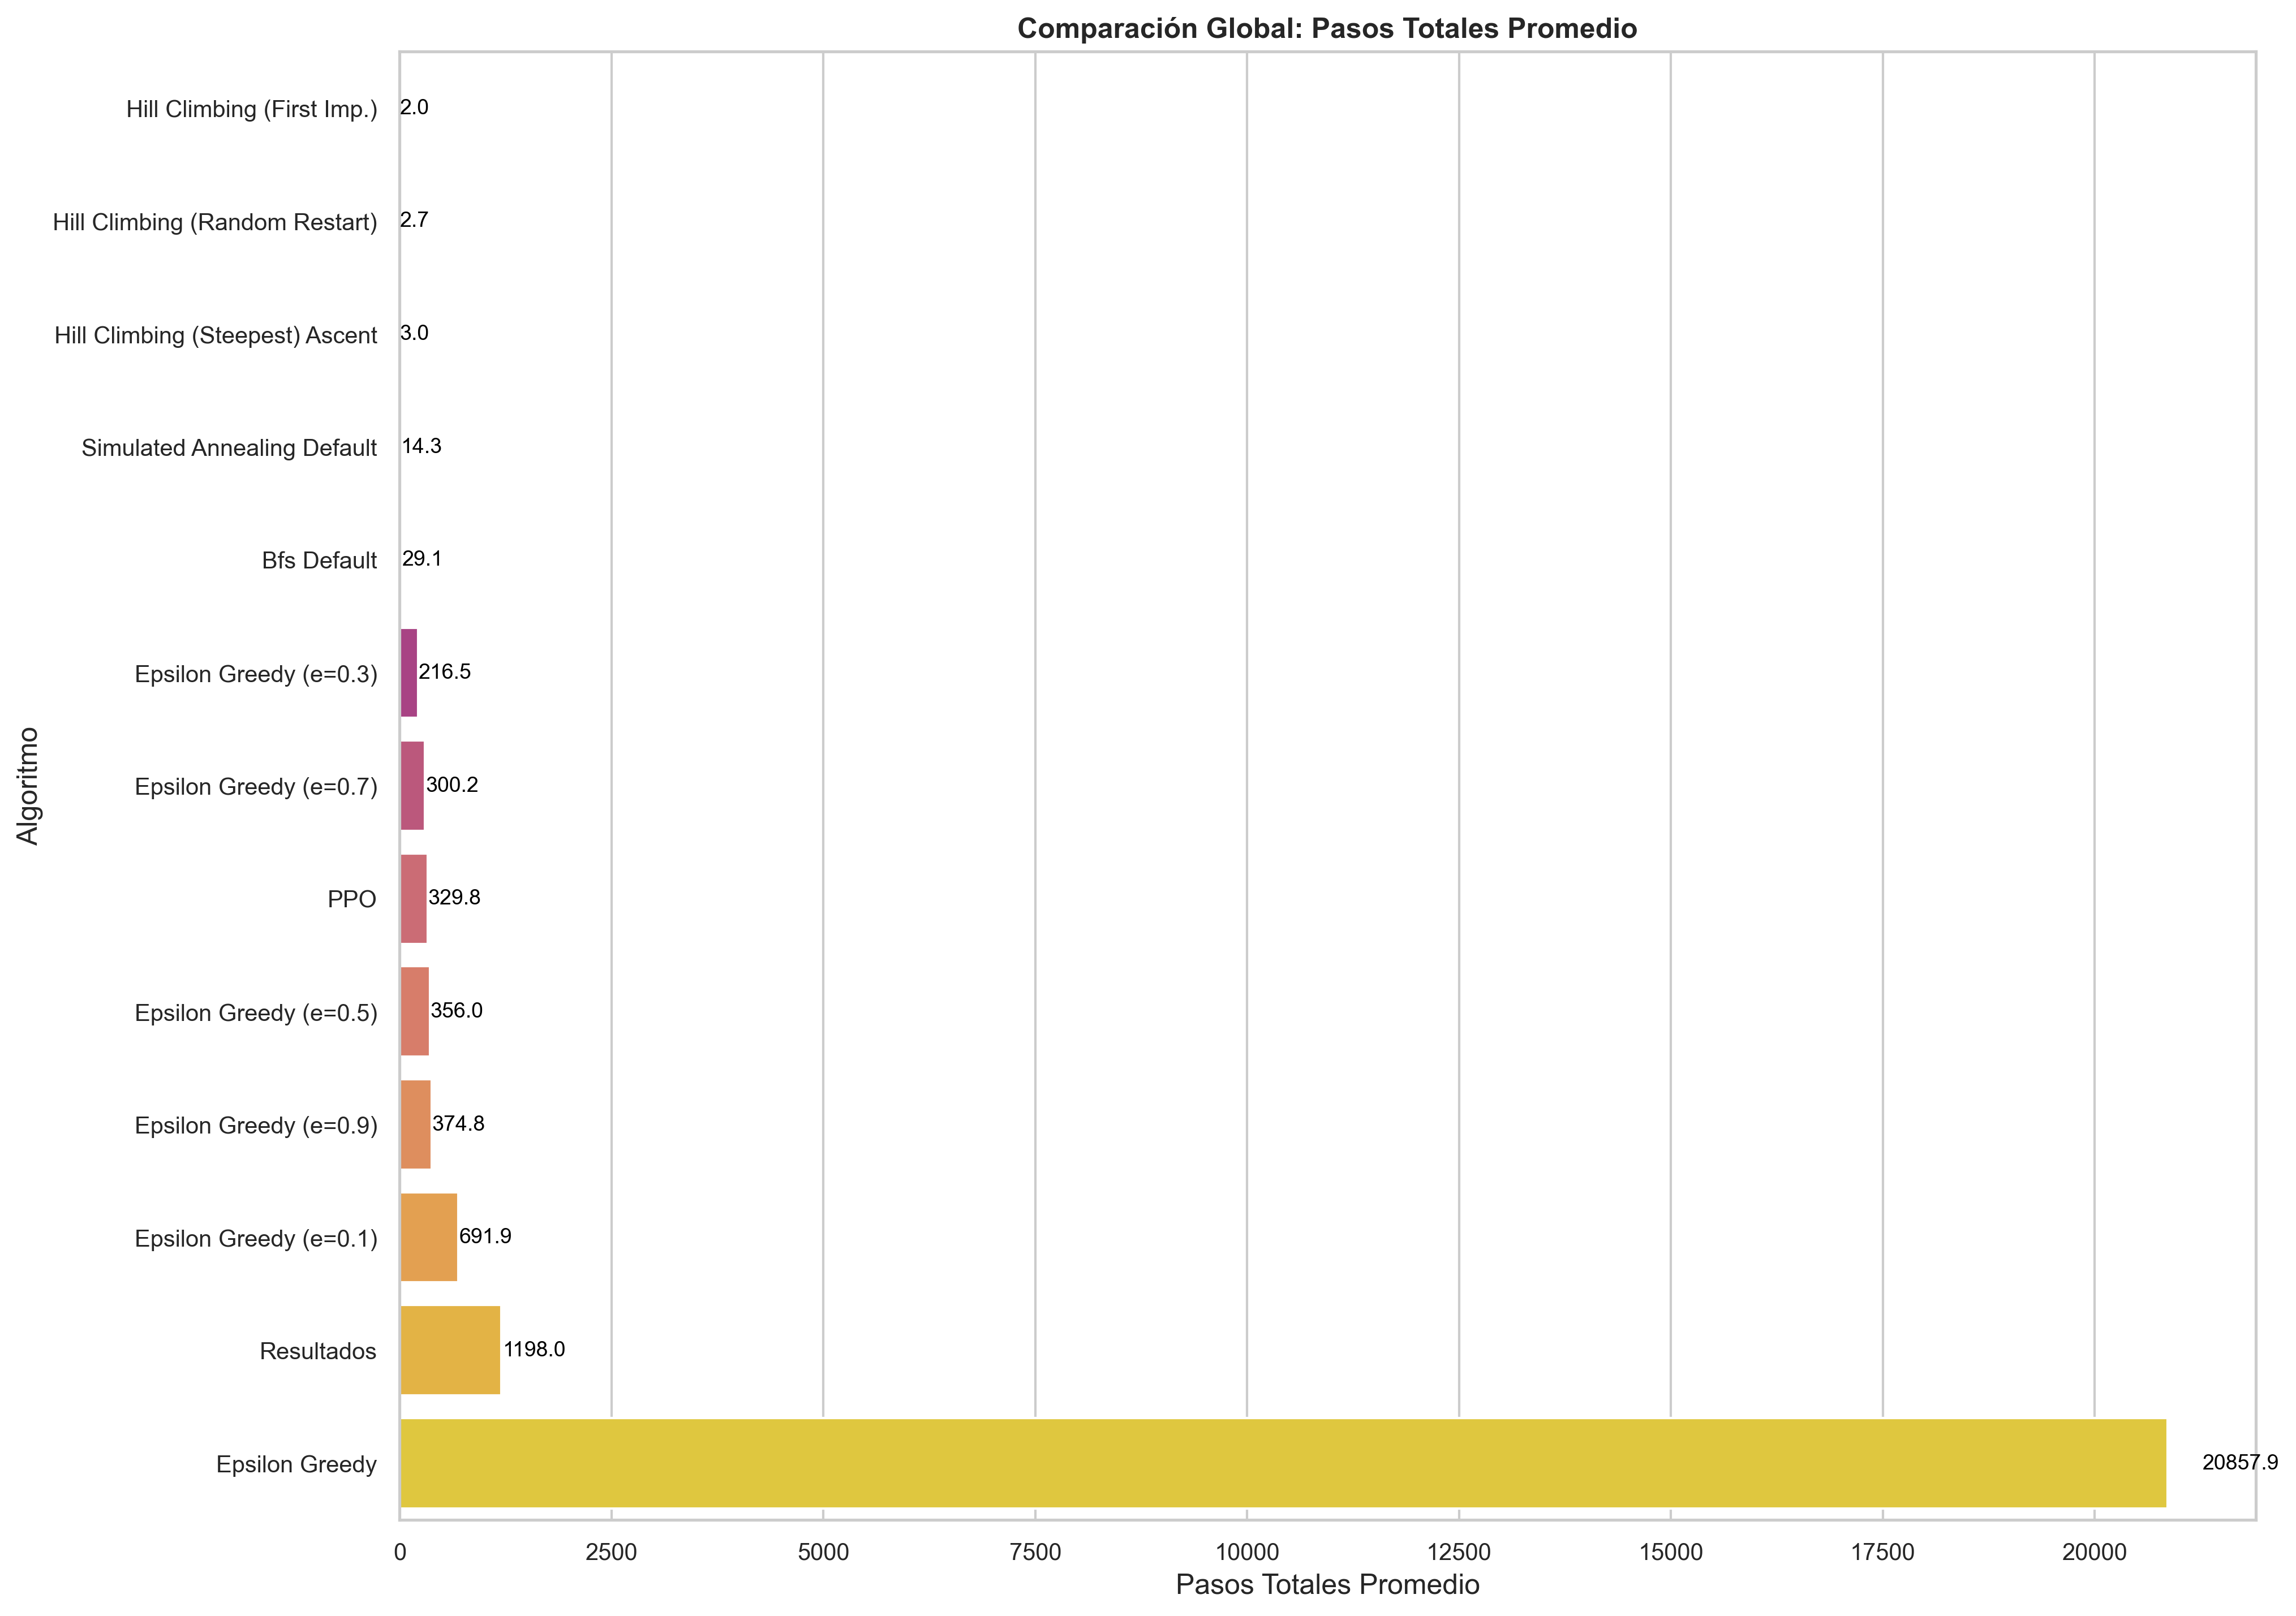 Comparación Global: Pasos Totales Promedio
Algoritmo
Hill Climbing (First Imp.) 2.0
Hill Climbing (Random Restart) 2.7
Hill Climbing (Steepest) Ascent 3.0
Simulated Annealing Default 14.3
Bfs Default 29.1
Epsilon Greedy (e=0.3) 216.5
Epsilon Greedy (e=0.7) 300.2
PPO 329.8
Epsilon Greedy (e=0.5) 356.0
Epsilon Greedy (e=0.9) 374.8
Epsilon Greedy (e=0.1) 691.9
Resultados 1198.0
Epsilon Greedy 20857.9
0 2500 5000 7500 10000 12500 15000 17500 20000
Pasos Totales Promedio